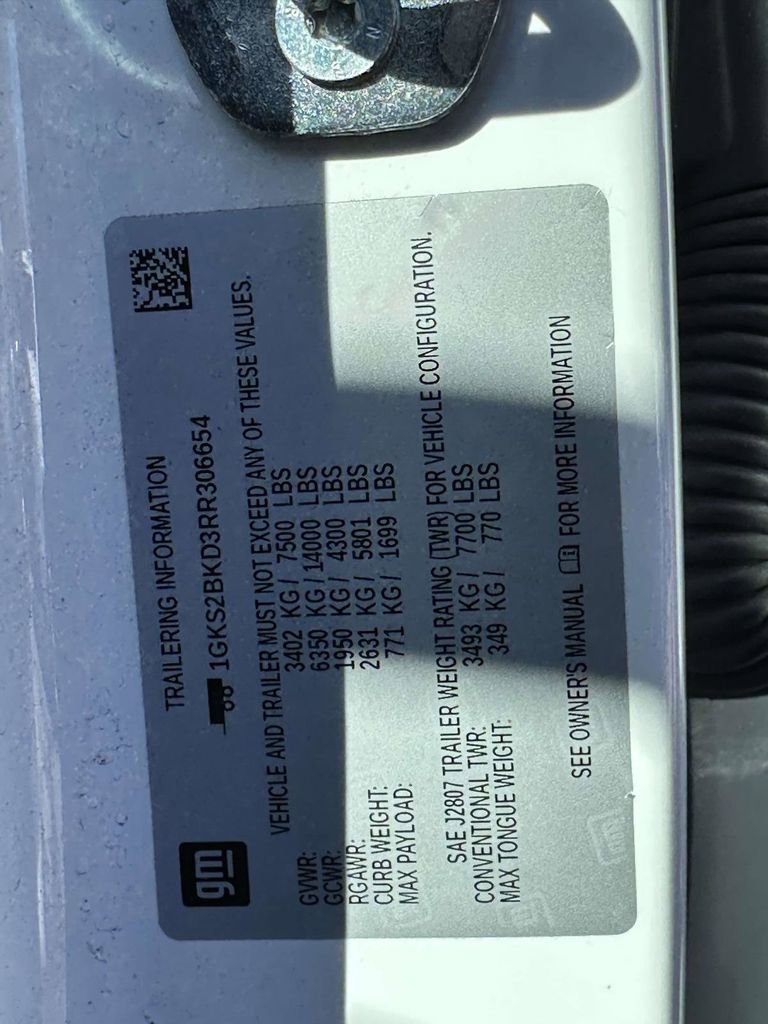 TRAILERING INFORMATION
1GKS2BKD3RR306654
gm
VEHICLE AND TRAILER MUST NOT EXCEED ANY OF THESE VALUES.
GVWR: 3402 KG / 7500 LBS
GCWR: 6350 KG / 14000 LBS
RGAWR: 1950 KG / 4300 LBS
CURB WEIGHT: 2631 KG / 5801 LBS
MAX PAYLOAD: 771 KG / 1699 LBS
SAE J2807 TRAILER WEIGHT RATING (TWR) FOR VEHICLE CONFIGURATION.
CONVENTIONAL TWR: 3493 KG / 7700 LBS
MAX TONGUE WEIGHT: 349 KG / 770 LBS
SEE OWNER'S MANUAL FOR MORE INFORMATION